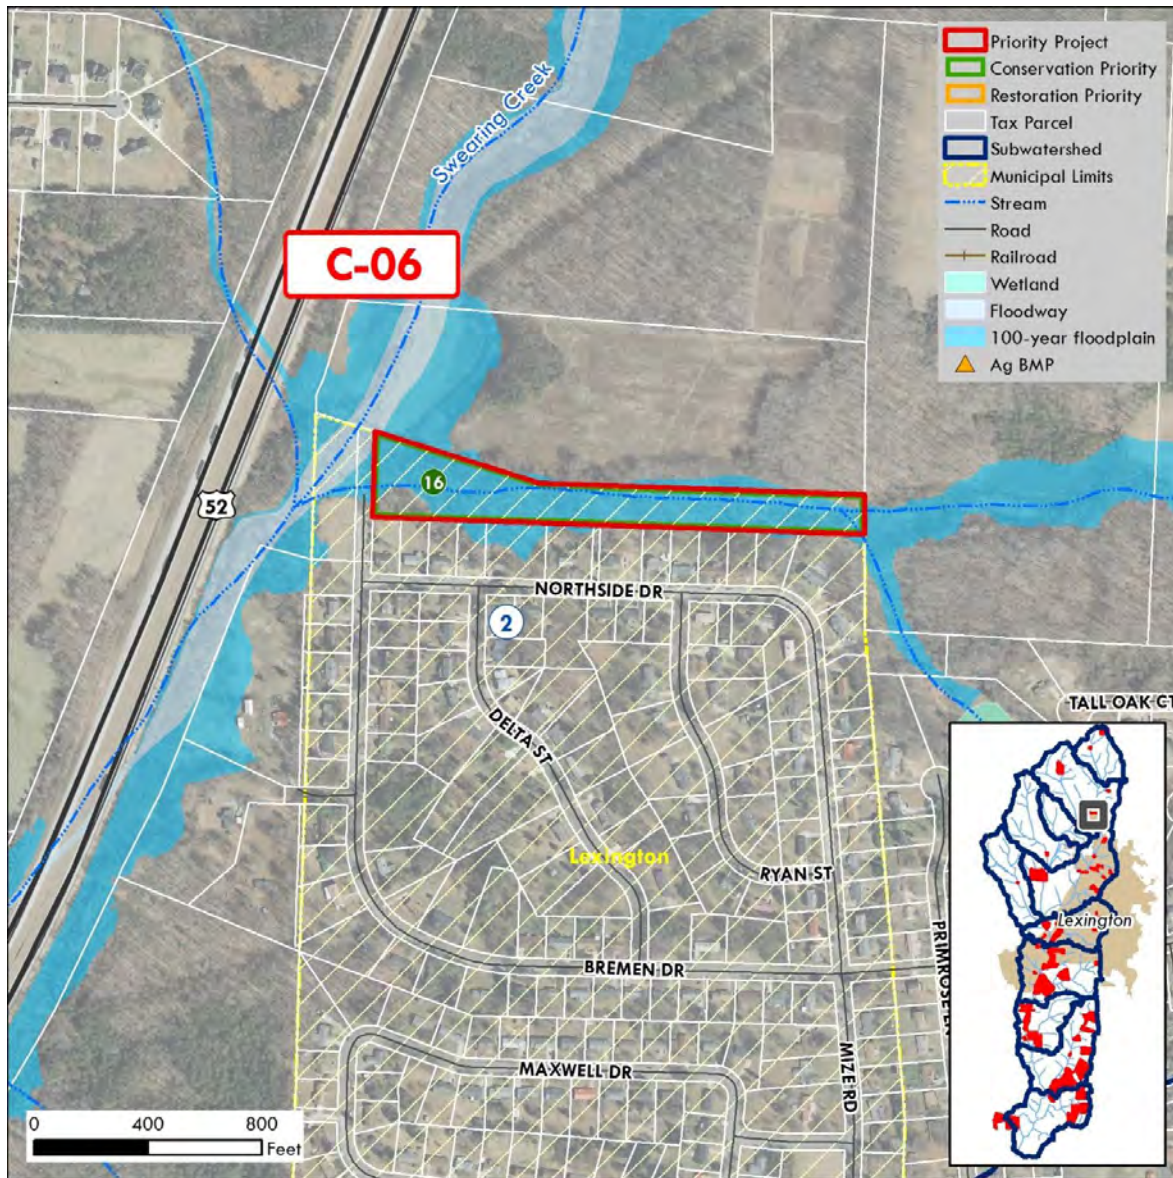 Priority Project
Conservation Priority
Restoration Priority
Tax Parcel
Subwatershed
Municipal Limits
Stream
Road
Railroad
Wetland
Floodway
100-year floodplain
Ag BMP
Swearing Creek
C-06
16
52
NORTHSIDE DR
2
DELTA ST
TALL OAK CT
Lexington
RYAN ST
PRIMROSE LN
BREMEN DR
MIZE RD
MAXWELL DR
Lexington
0 400 800
Feet